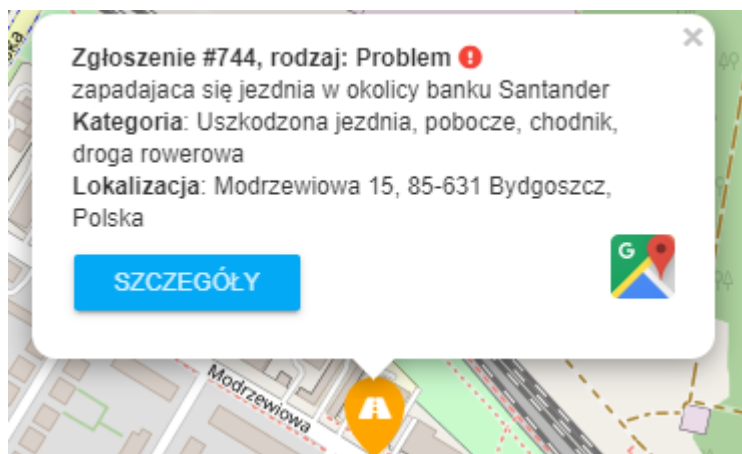 Zgłoszenie #744, rodzaj: Problem
zapadajaca się jezdnia w okolicy banku Santander
Kategoria: Uszkodzona jezdnia, pobocze, chodnik,
droga rowerowa
Lokalizacja: Modrzewiowa 15, 85-631 Bydgoszcz,
Polska
G
SZCZEGÓŁY
Modrzewiowa